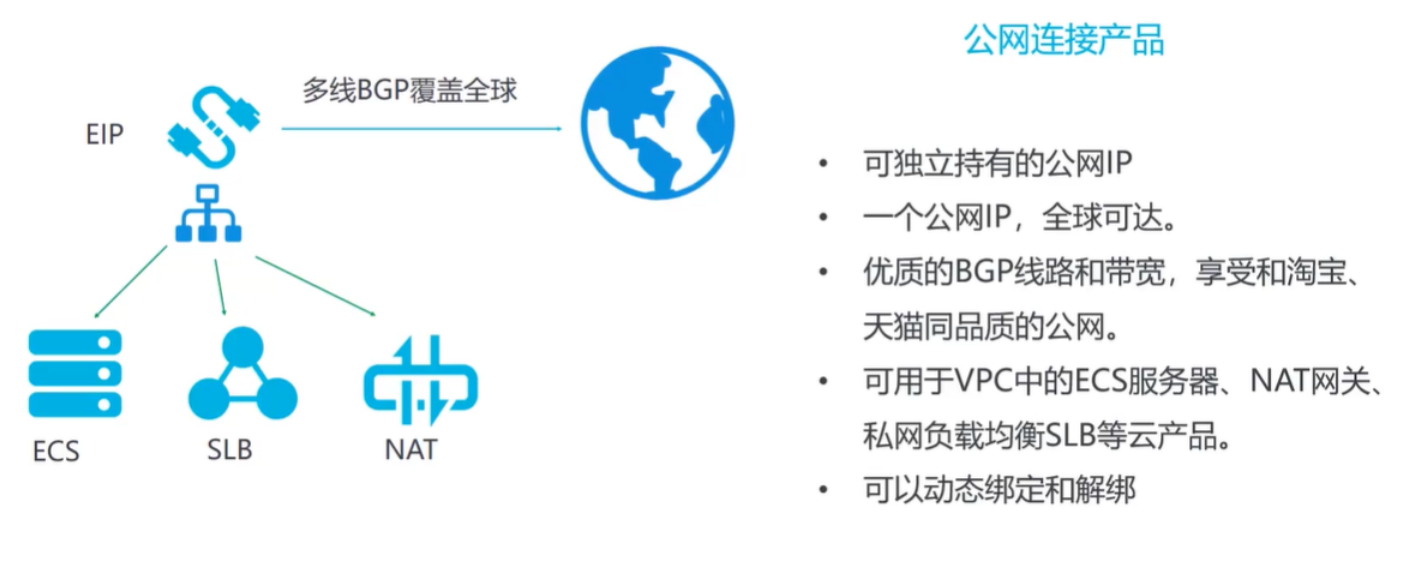 EIP
多线BGP覆盖全球
ECS
SLB
NAT
公网连接产品
• 可独立持有的公网IP
• 一个公网IP，全球可达。
• 优质的BGP线路和带宽，享受和淘宝、
天猫同品质的公网。
• 可用于VPC中的ECS服务器、NAT网关、
私网负载均衡SLB等云产品。
• 可以动态绑定和解绑